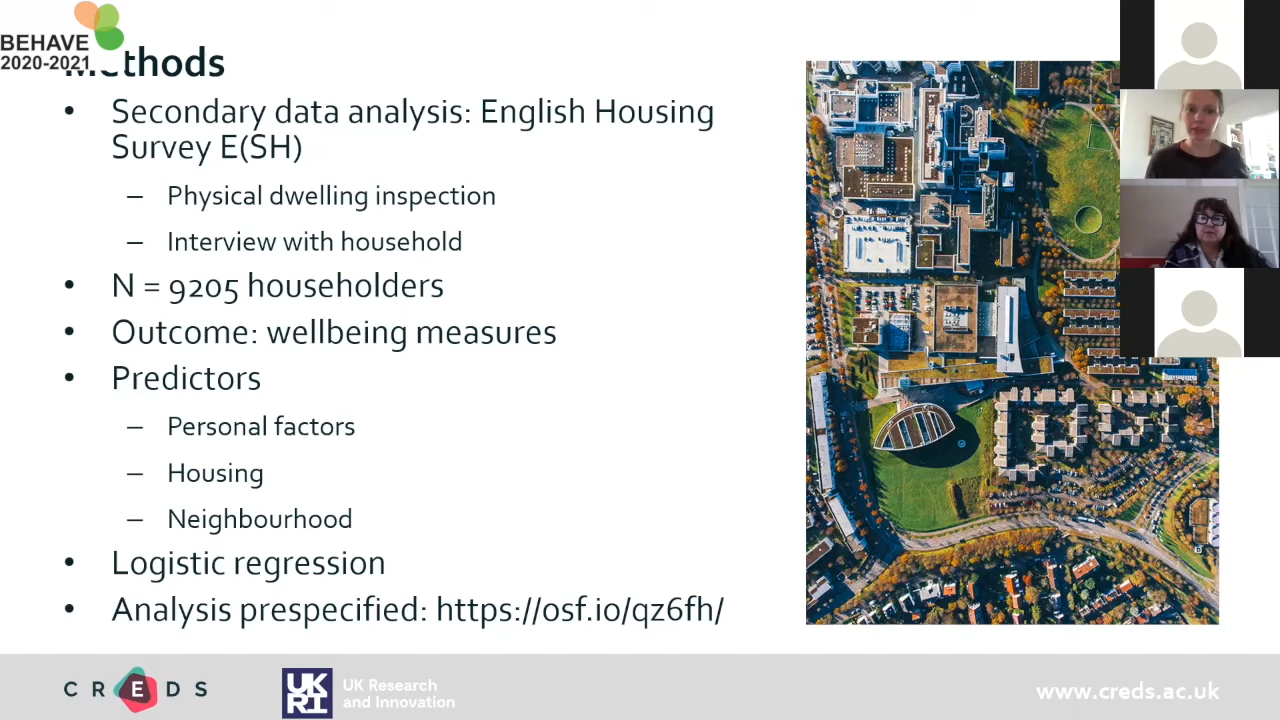 BEHAVE
2020-2021
Methods
• Secondary data analysis: English Housing
Survey E(SH)
– Physical dwelling inspection
– Interview with household
• N = 9205 householders
• Outcome: wellbeing measures
• Predictors
– Personal factors
– Housing
– Neighbourhood
• Logistic regression
• Analysis prespecified: https://osf.io/qz6fh/
CREDS
UK
RI
UK Research
and Innovation
www.creds.ac.uk